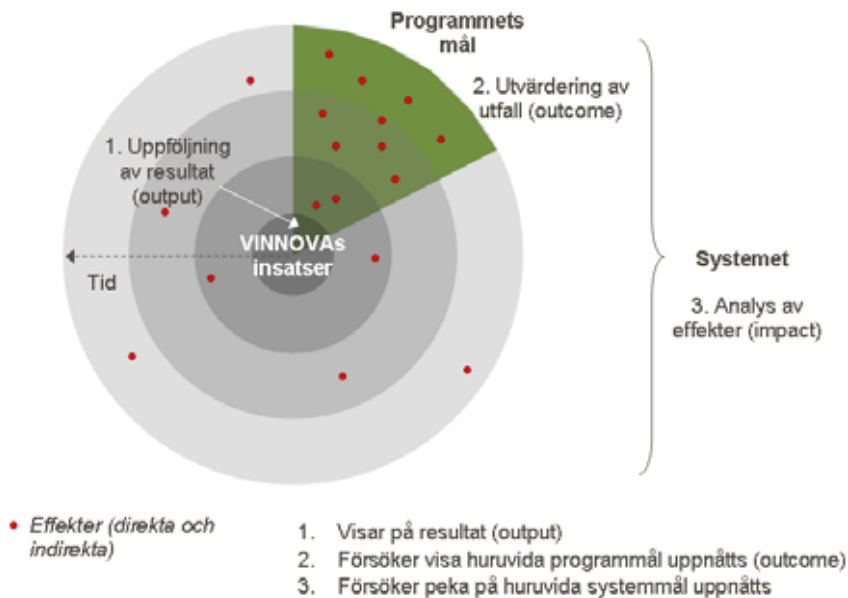 Programmets
mål
2. Utvärdering av
utfall (outcome)
1. Uppföljning
av resultat
(output)
VINNOVAs
insatser
Tid
Systemet
3. Analys av
effekter (impact)
Effekter (direkta och
indirekta)
1. Visar på resultat (output)
2. Försöker visa huruvida programmål uppnåtts (outcome)
3. Försöker peka på huruvida systemmål uppnåtts